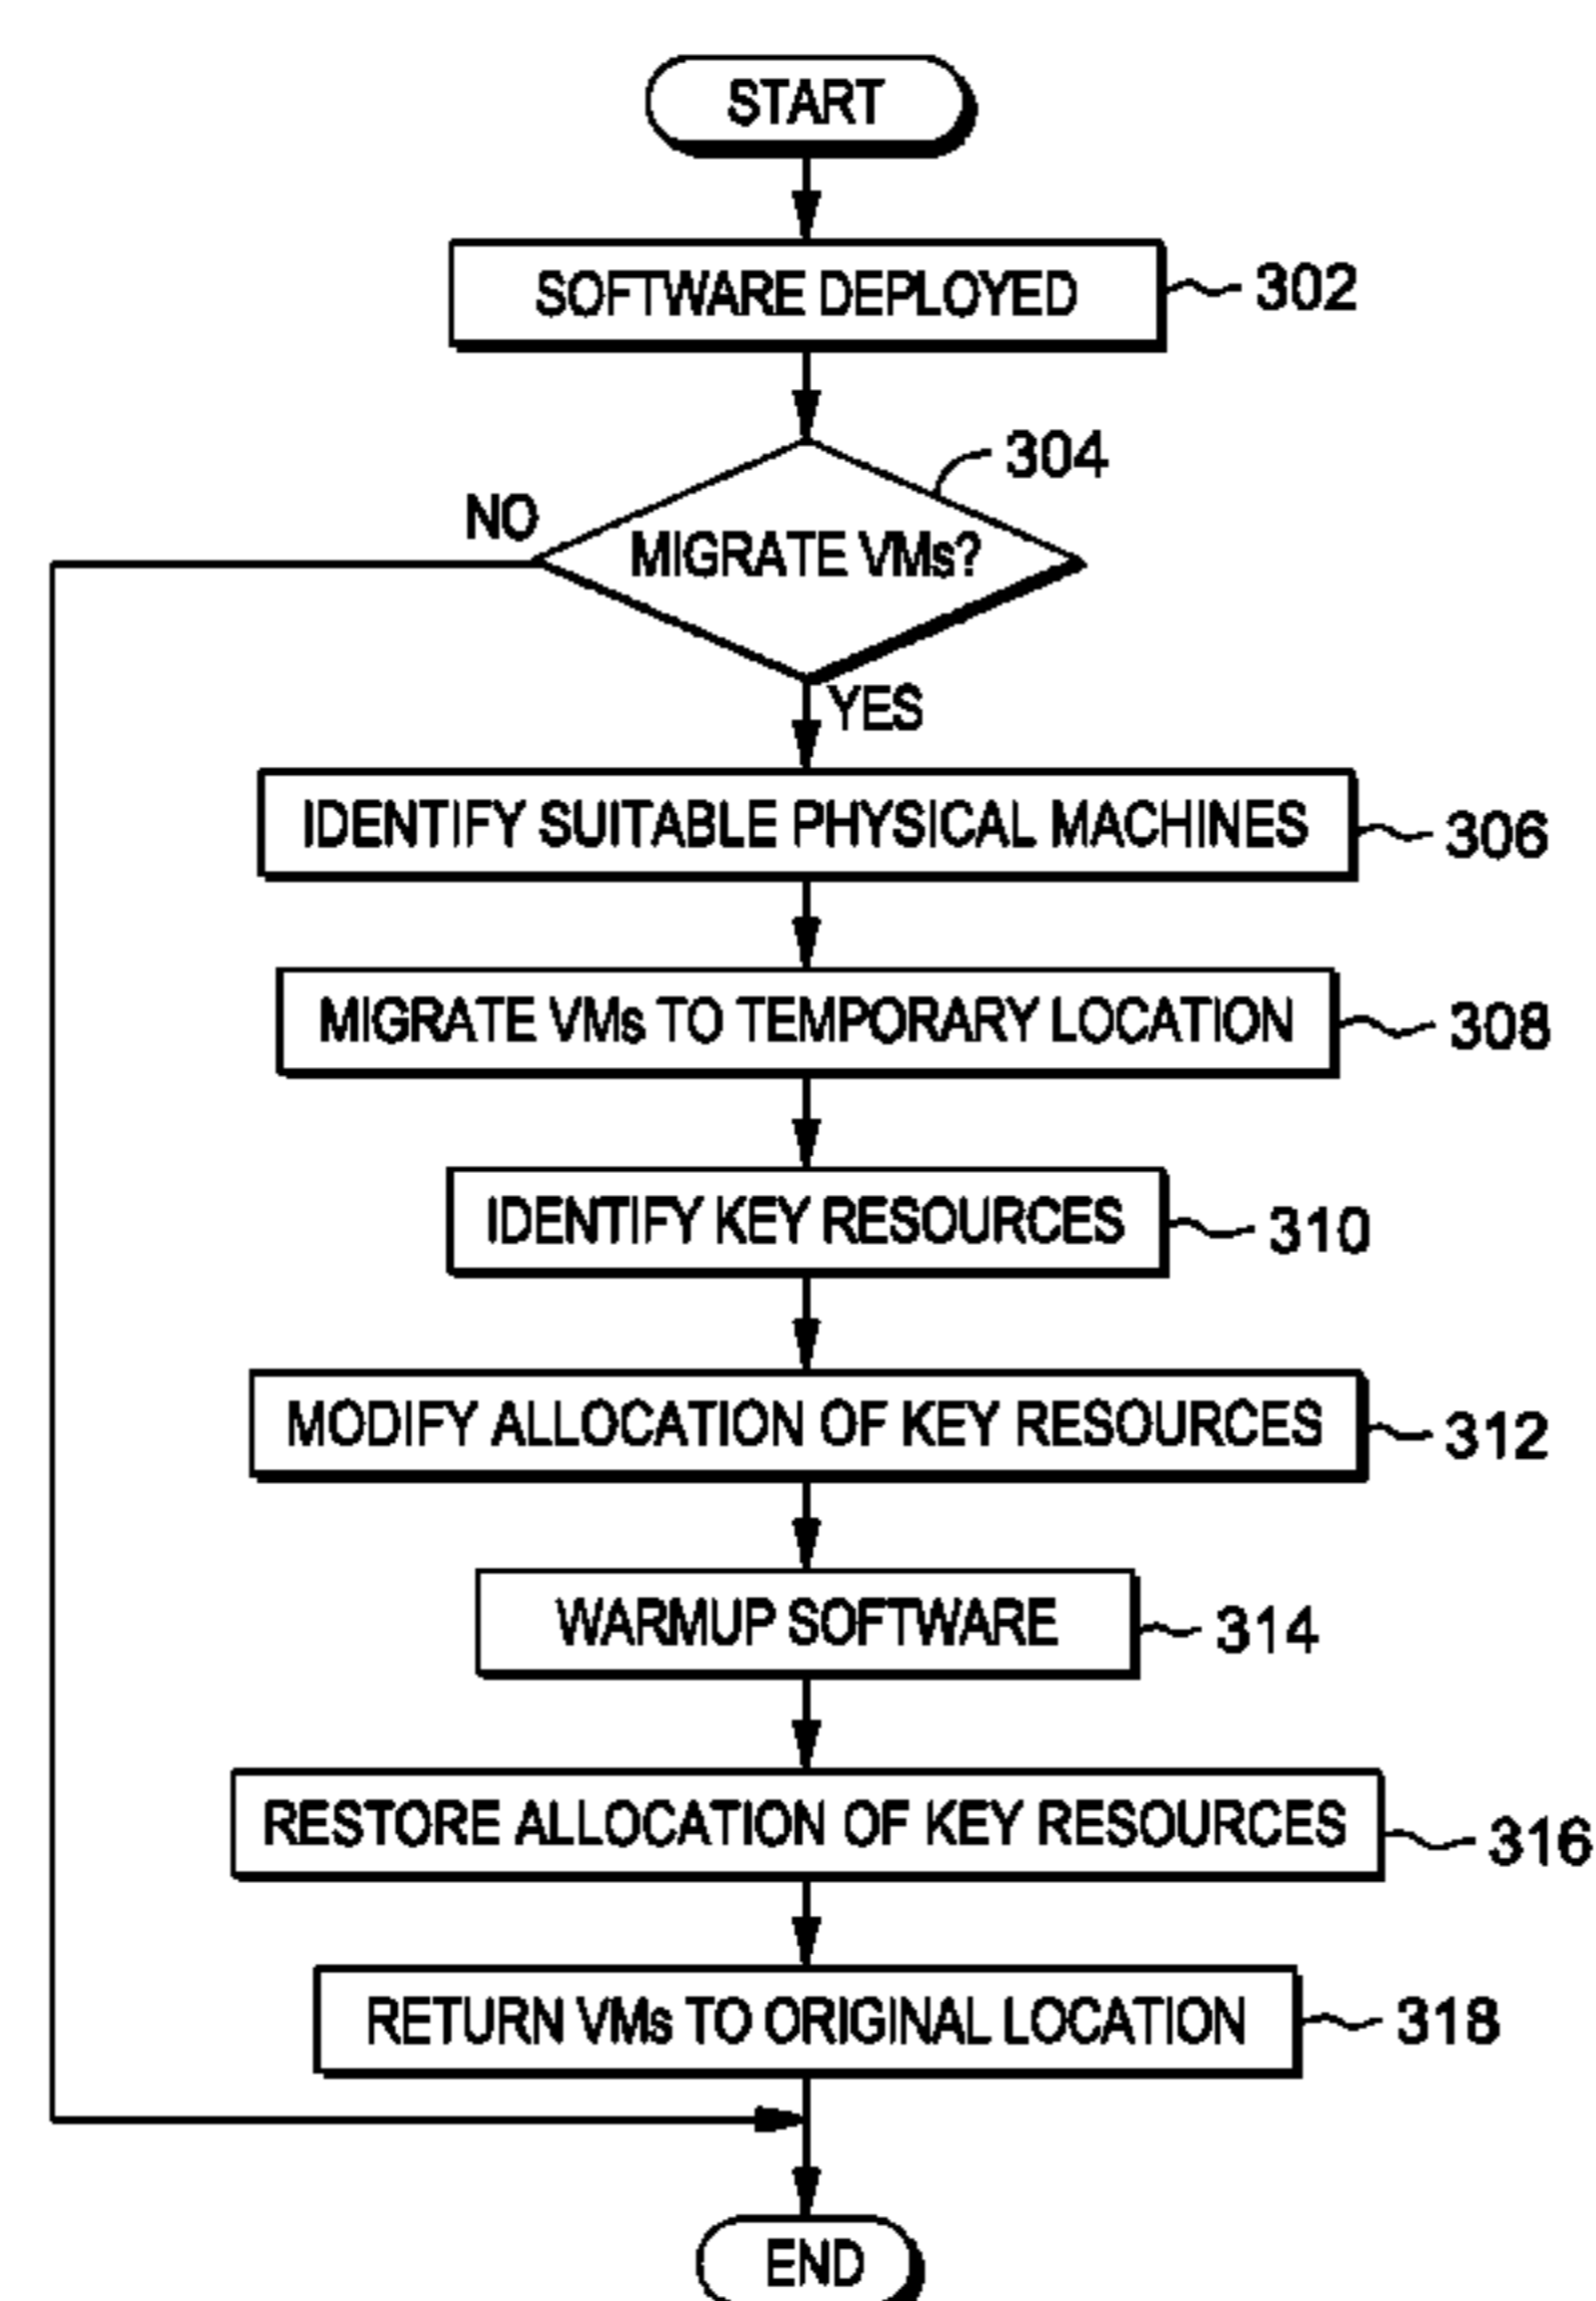 START
SOFTWARE DEPLOYED
302
304
NO
MIGRATE VMs?
YES
IDENTIFY SUITABLE PHYSICAL MACHINES
306
MIGRATE VMs TO TEMPORARY LOCATION
308
IDENTIFY KEY RESOURCES
310
MODIFY ALLOCATION OF KEY RESOURCES
312
WARMUP SOFTWARE
314
RESTORE ALLOCATION OF KEY RESOURCES
316
RETURN VMs TO ORIGINAL LOCATION
318
END